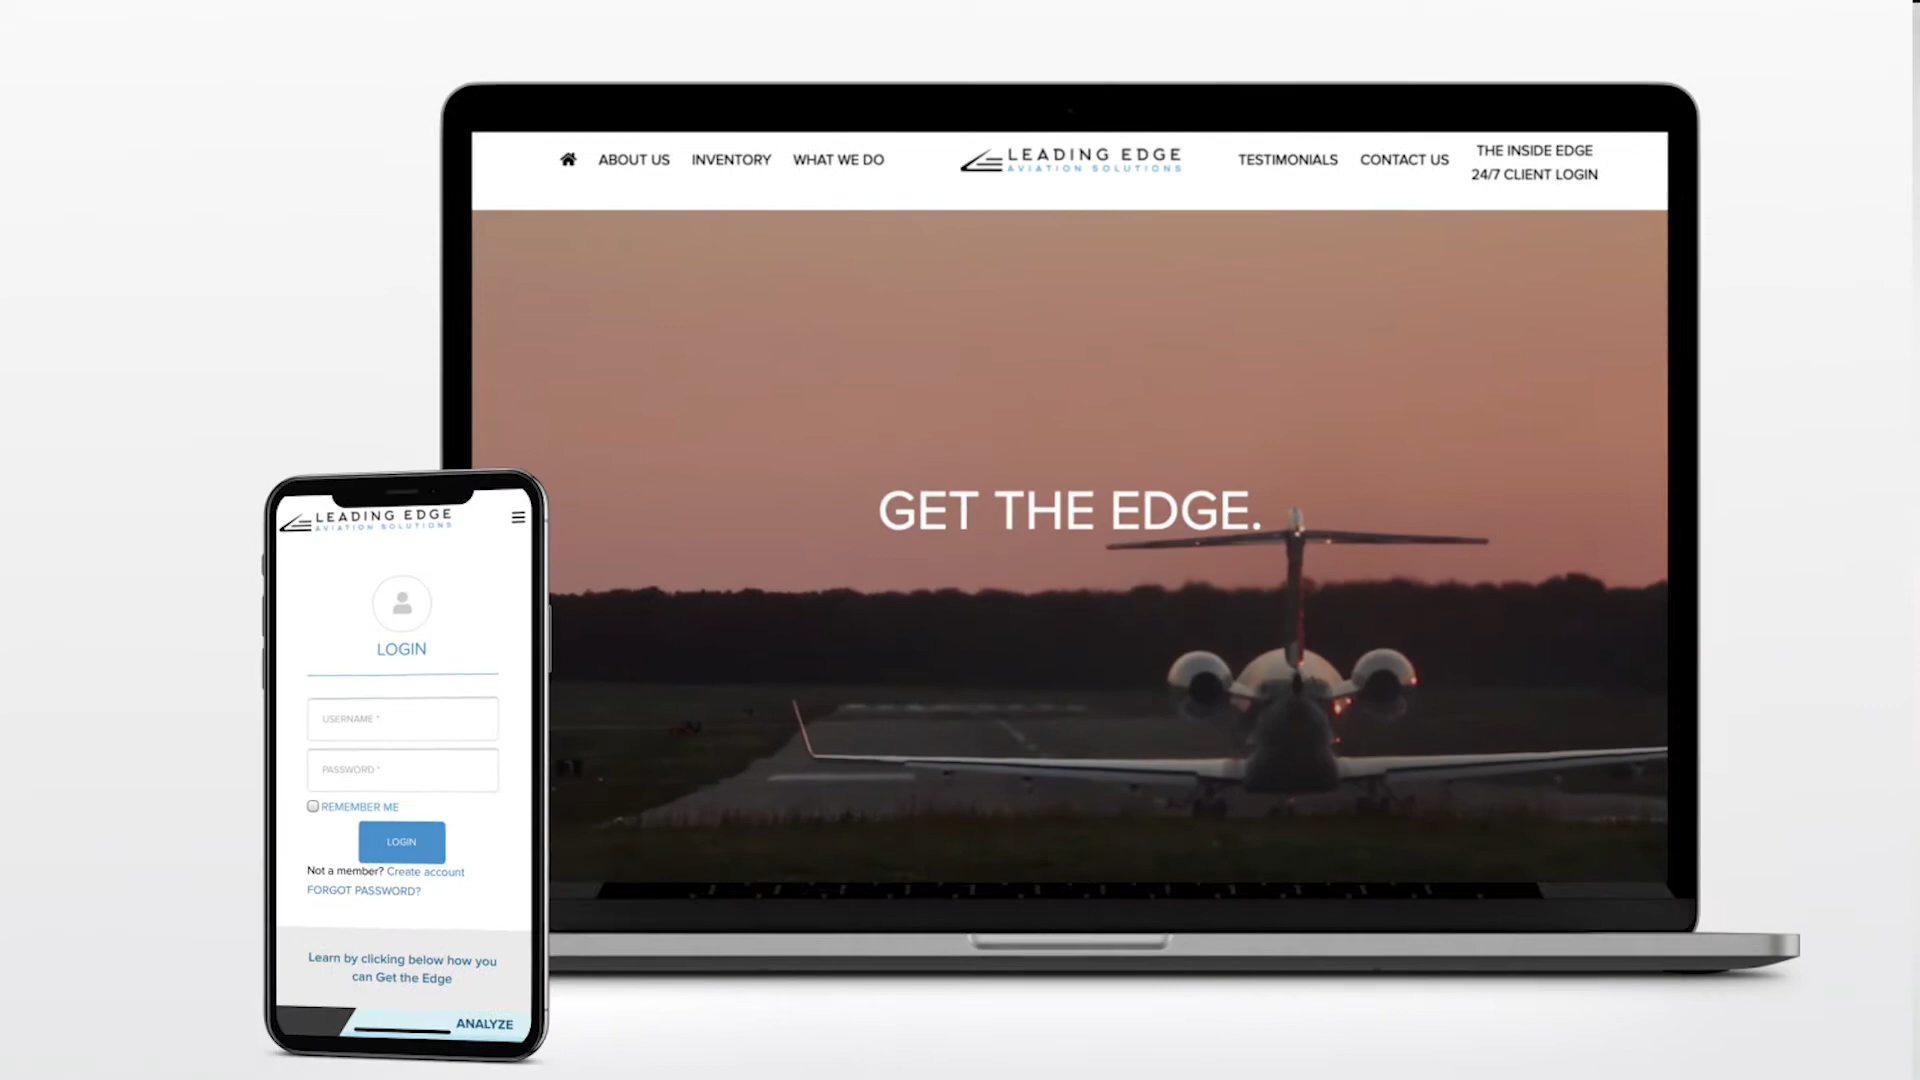 ABOUT US INVENTORY WHAT WE DO
LEADING EDGE
AVIATION SOLUTIONS
TESTIMONIALS CONTACT US
THE INSIDE EDGE
24/7 CLIENT LOGIN
GET THE EDGE.
LEADING EDGE
AVIATION SOLUTIONS
LOGIN
USERNAME *
PASSWORD *
REMEMBER ME
LOGIN
Not a member? Create account
FORGOT PASSWORD?
Learn by clicking below how you
can Get the Edge
ANALYZE